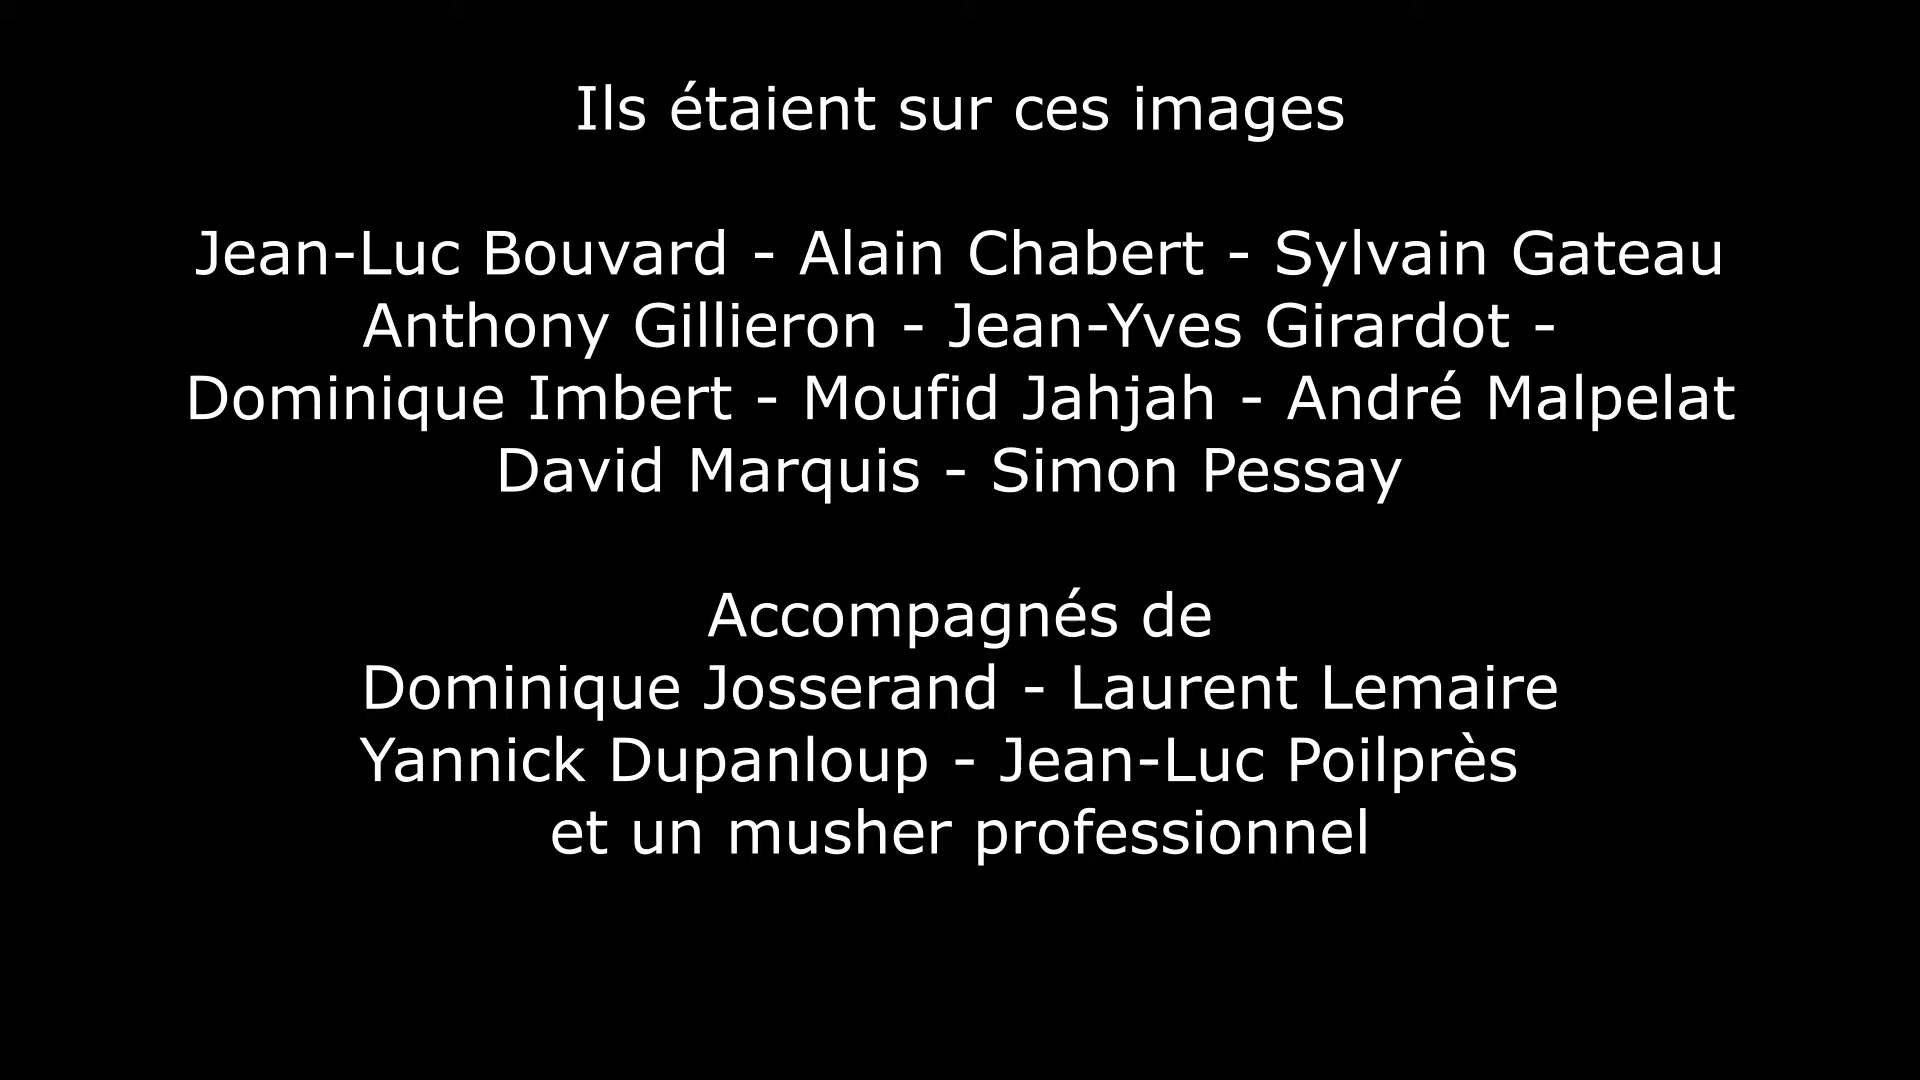 Ils étaient sur ces images
Jean-Luc Bouvard - Alain Chabert - Sylvain Gateau
Anthony Gillieron - Jean-Yves Girardot -
Dominique Imbert - Moufid Jahjah - André Malpelat
David Marquis - Simon Pessay
Accompagnés de
Dominique Josserand - Laurent Lemaire
Yannick Dupanloup - Jean-Luc Poilprès
et un musher professionnel